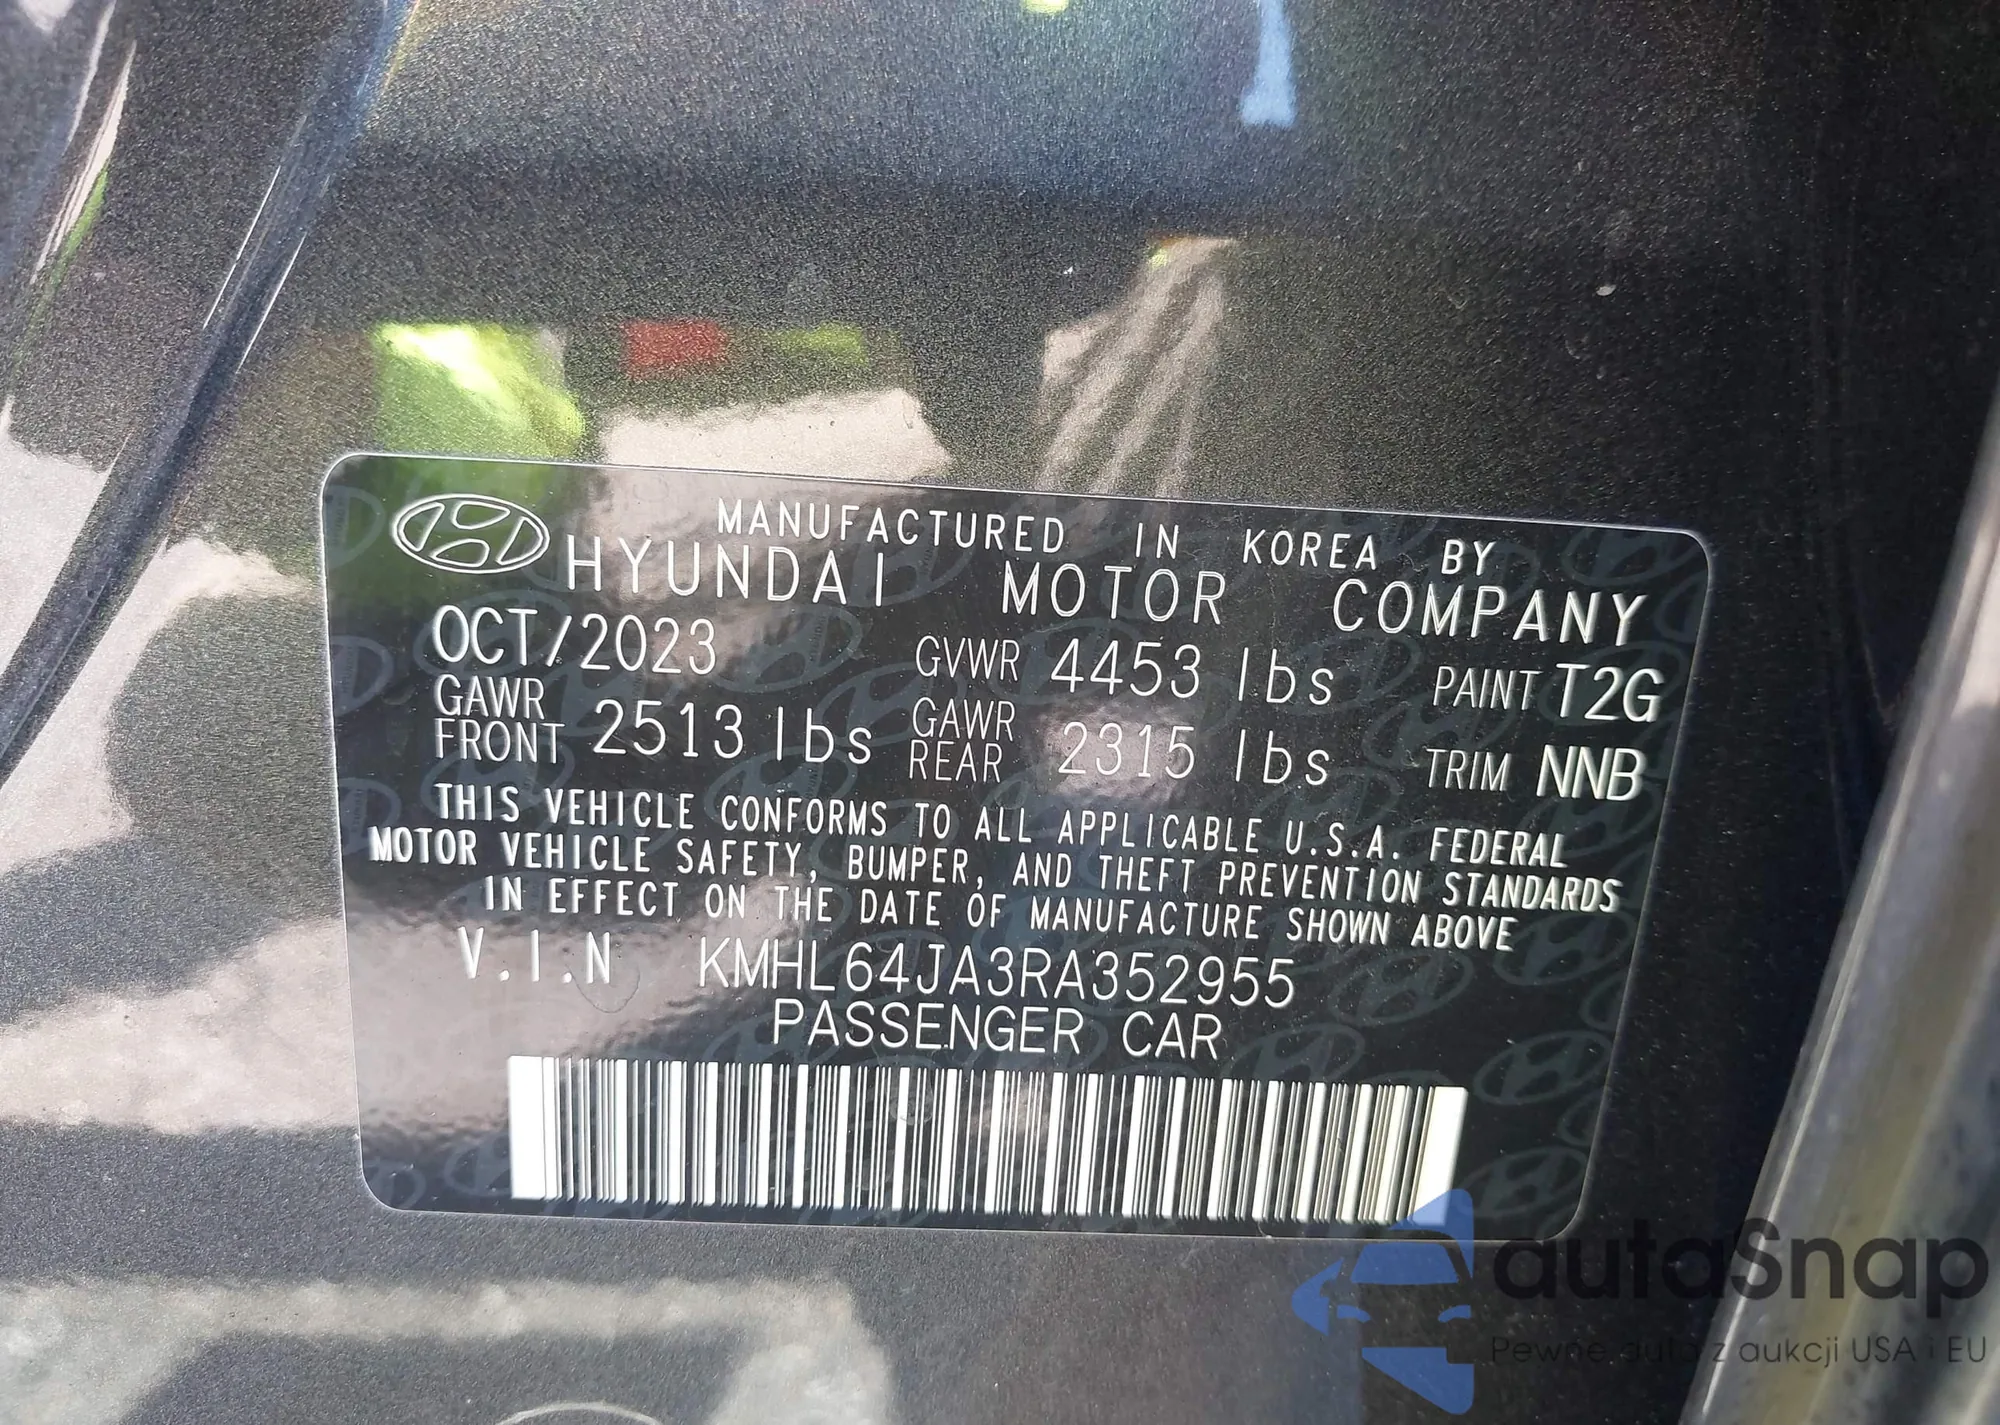 MANUFACTURED IN KOREA BY
HYUNDAI MOTOR COMPANY
OCT/2023 GVWR 4453 lbs PAINT T2G
GAWR FRONT 2513 lbs GAWR REAR 2315 lbs TRIM NNB
THIS VEHICLE CONFORMS TO ALL APPLICABLE U.S.A. FEDERAL
MOTOR VEHICLE SAFETY, BUMPER, AND THEFT PREVENTION STANDARDS
IN EFFECT ON THE DATE OF MANUFACTURE SHOWN ABOVE
V.I.N KMHL64JA3RA352955
PASSENGER CAR
autaSnap
Pewne auta z aukcji USA i EU